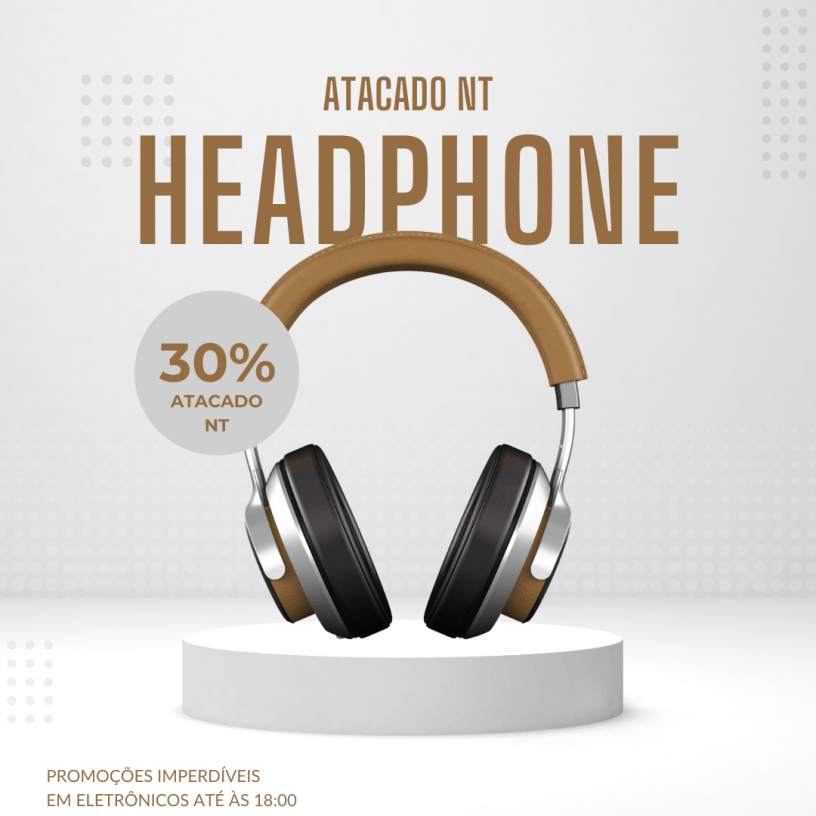 ATACADO NT
HEADPHONE
30%
ATACADO
NT
PROMOÇÕES IMPERDÍVEIS
EM ELETRÔNICOS ATÉ ÀS 18:00